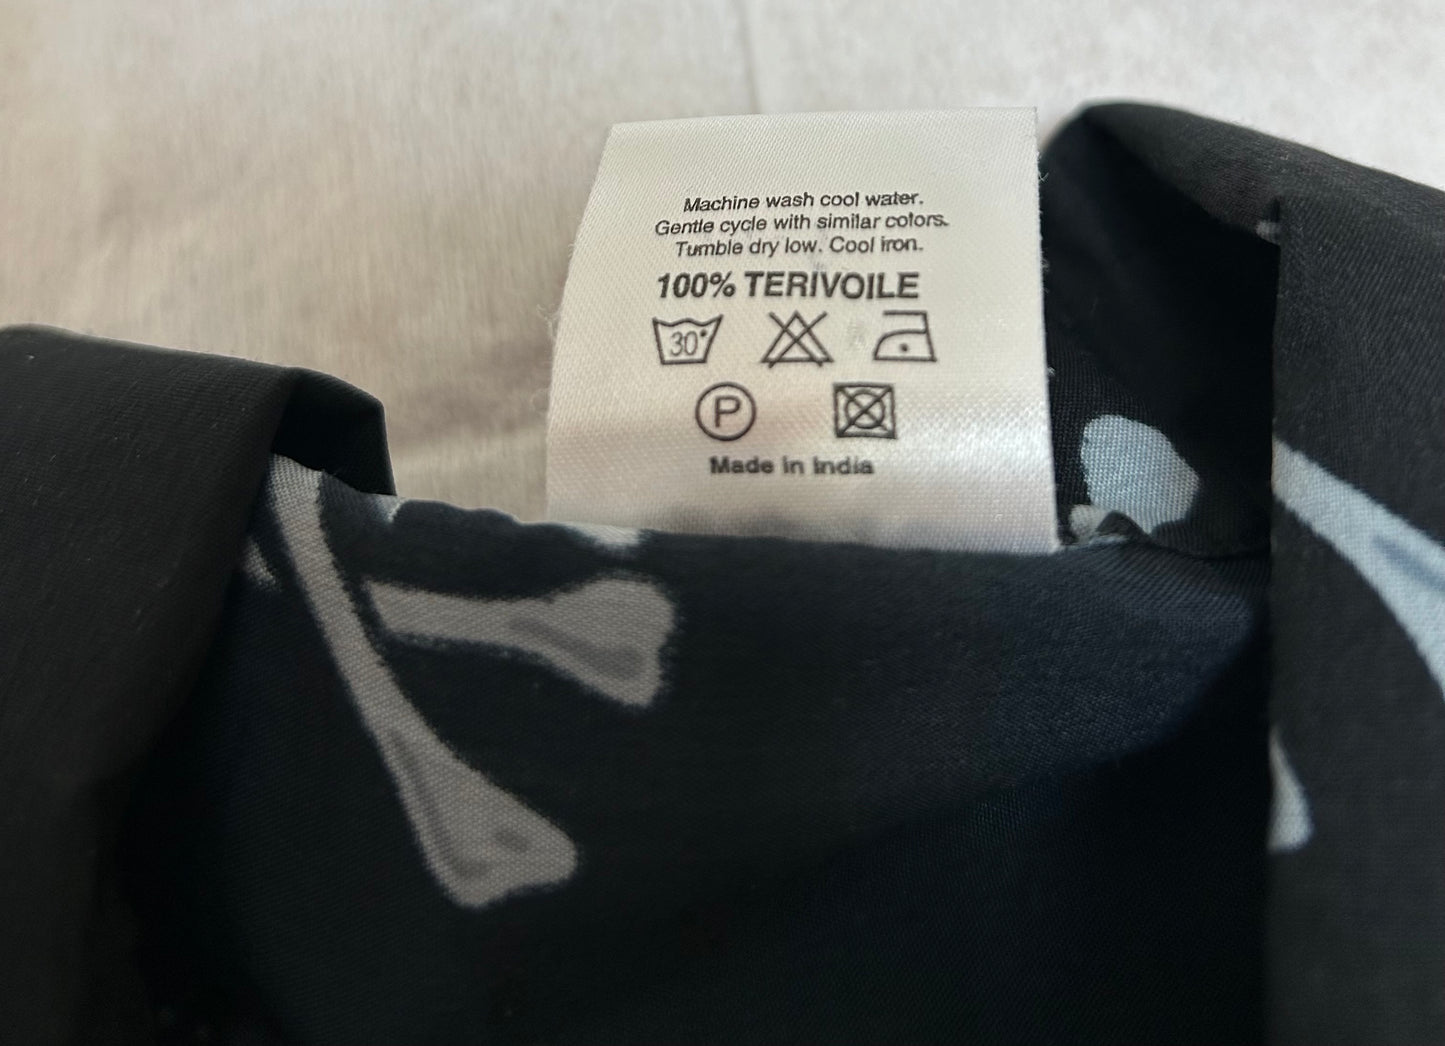 Machine wash cool water.
Gentle cycle with similar colors.
Tumble dry low. Cool iron.
100% TERIVOILE
30°
P
Made in India